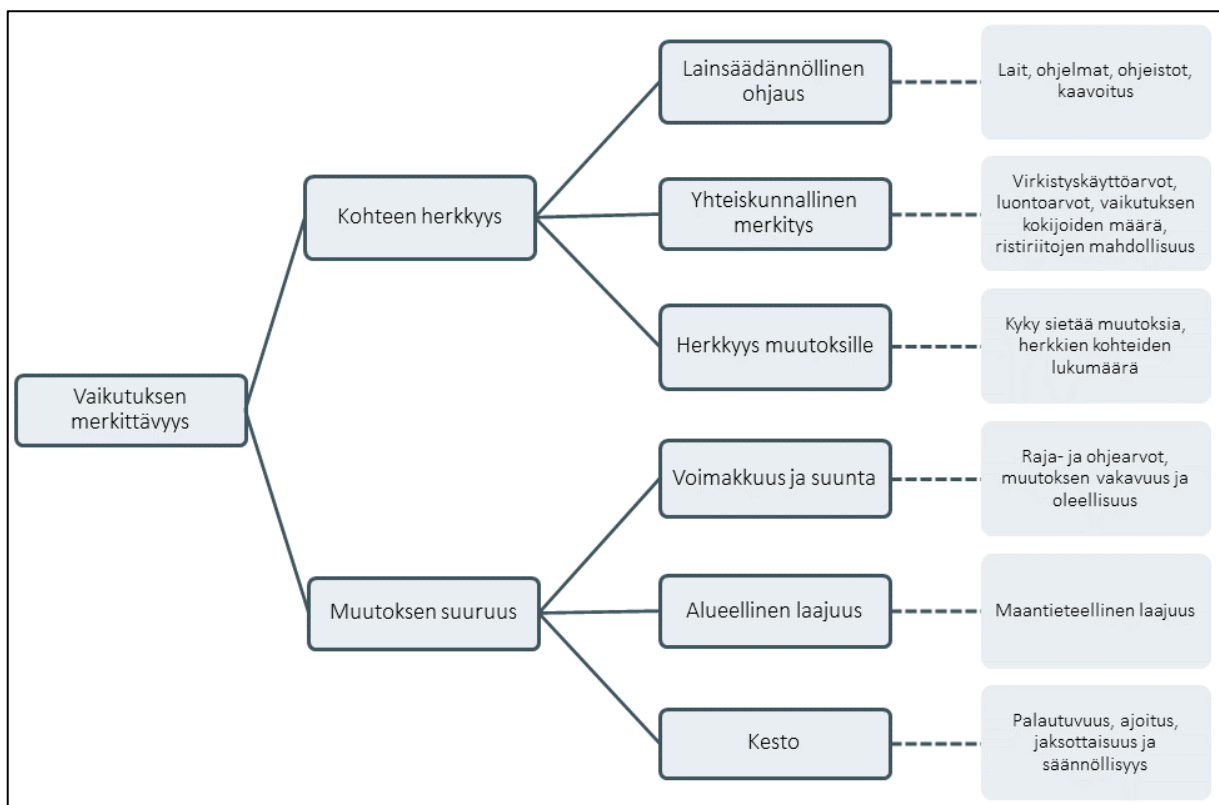 Lainsäädännöllinen
ohjaus
Lait, ohjelmat, ohjeistot,
kaavoitus
Kohteen herkkyys
Yhteiskunnallinen
merkitys
Virkistyskäyttöarvot,
luontoarvot, vaikutuksen
kokijoiden määrä,
ristiriitojen mahdollisuus
Herkkyys muutoksille
Kyky sietää muutoksia,
herkkien kohteiden
lukumäärä
Vaikutuksen
merkittävyys
Voimakkuus ja suunta
Raja- ja ohjearvot,
muutoksen vakavuus ja
oleellisuus
Muutoksen suuruus
Alueellinen laajuus
Maantieteellinen laajuus
Kesto
Palautuvuus, ajoitus,
jaksottaisuus ja
säännöllisyys